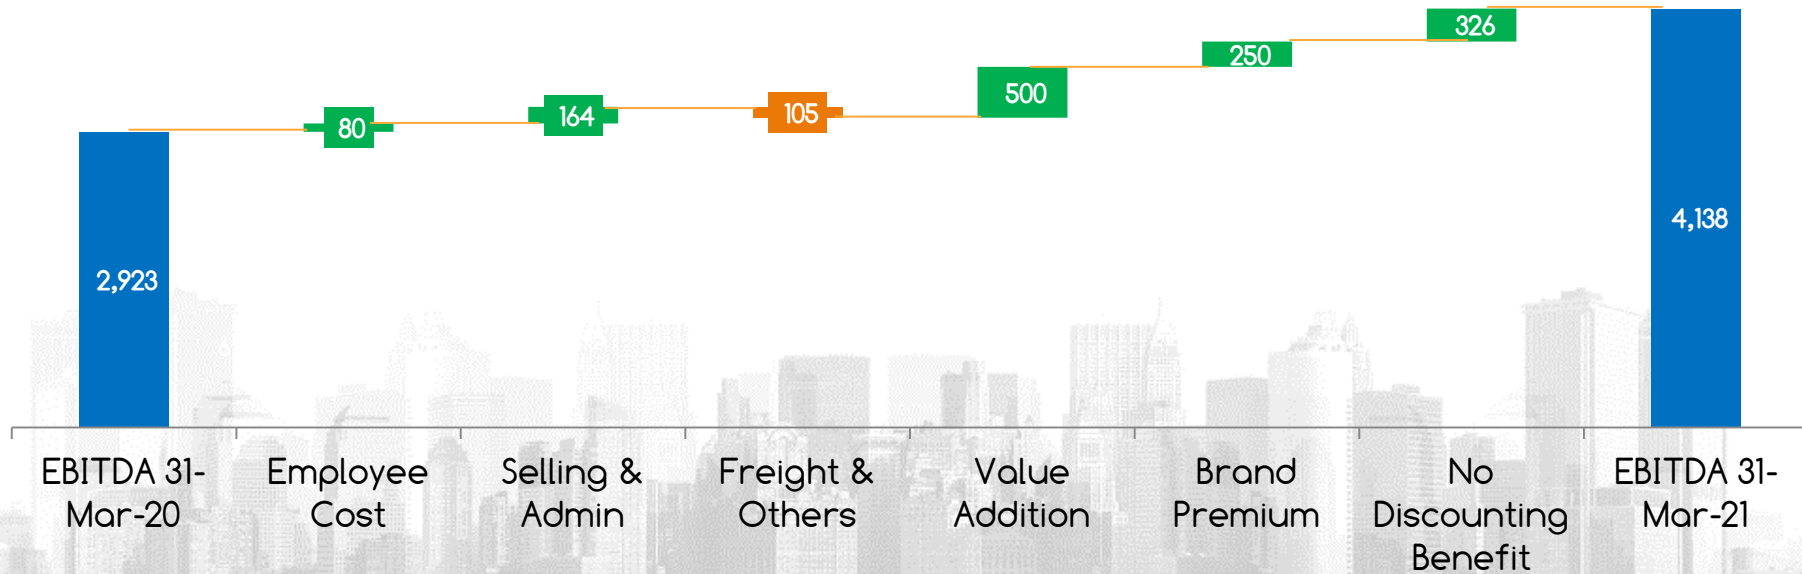 326
250
500
164
105
80
4,138
2,923
EBITDA 31-
Mar-20
Employee
Cost
Selling &
Admin
Freight &
Others
Value
Addition
Brand
Premium
No
Discounting
Benefit
EBITDA 31-
Mar-21